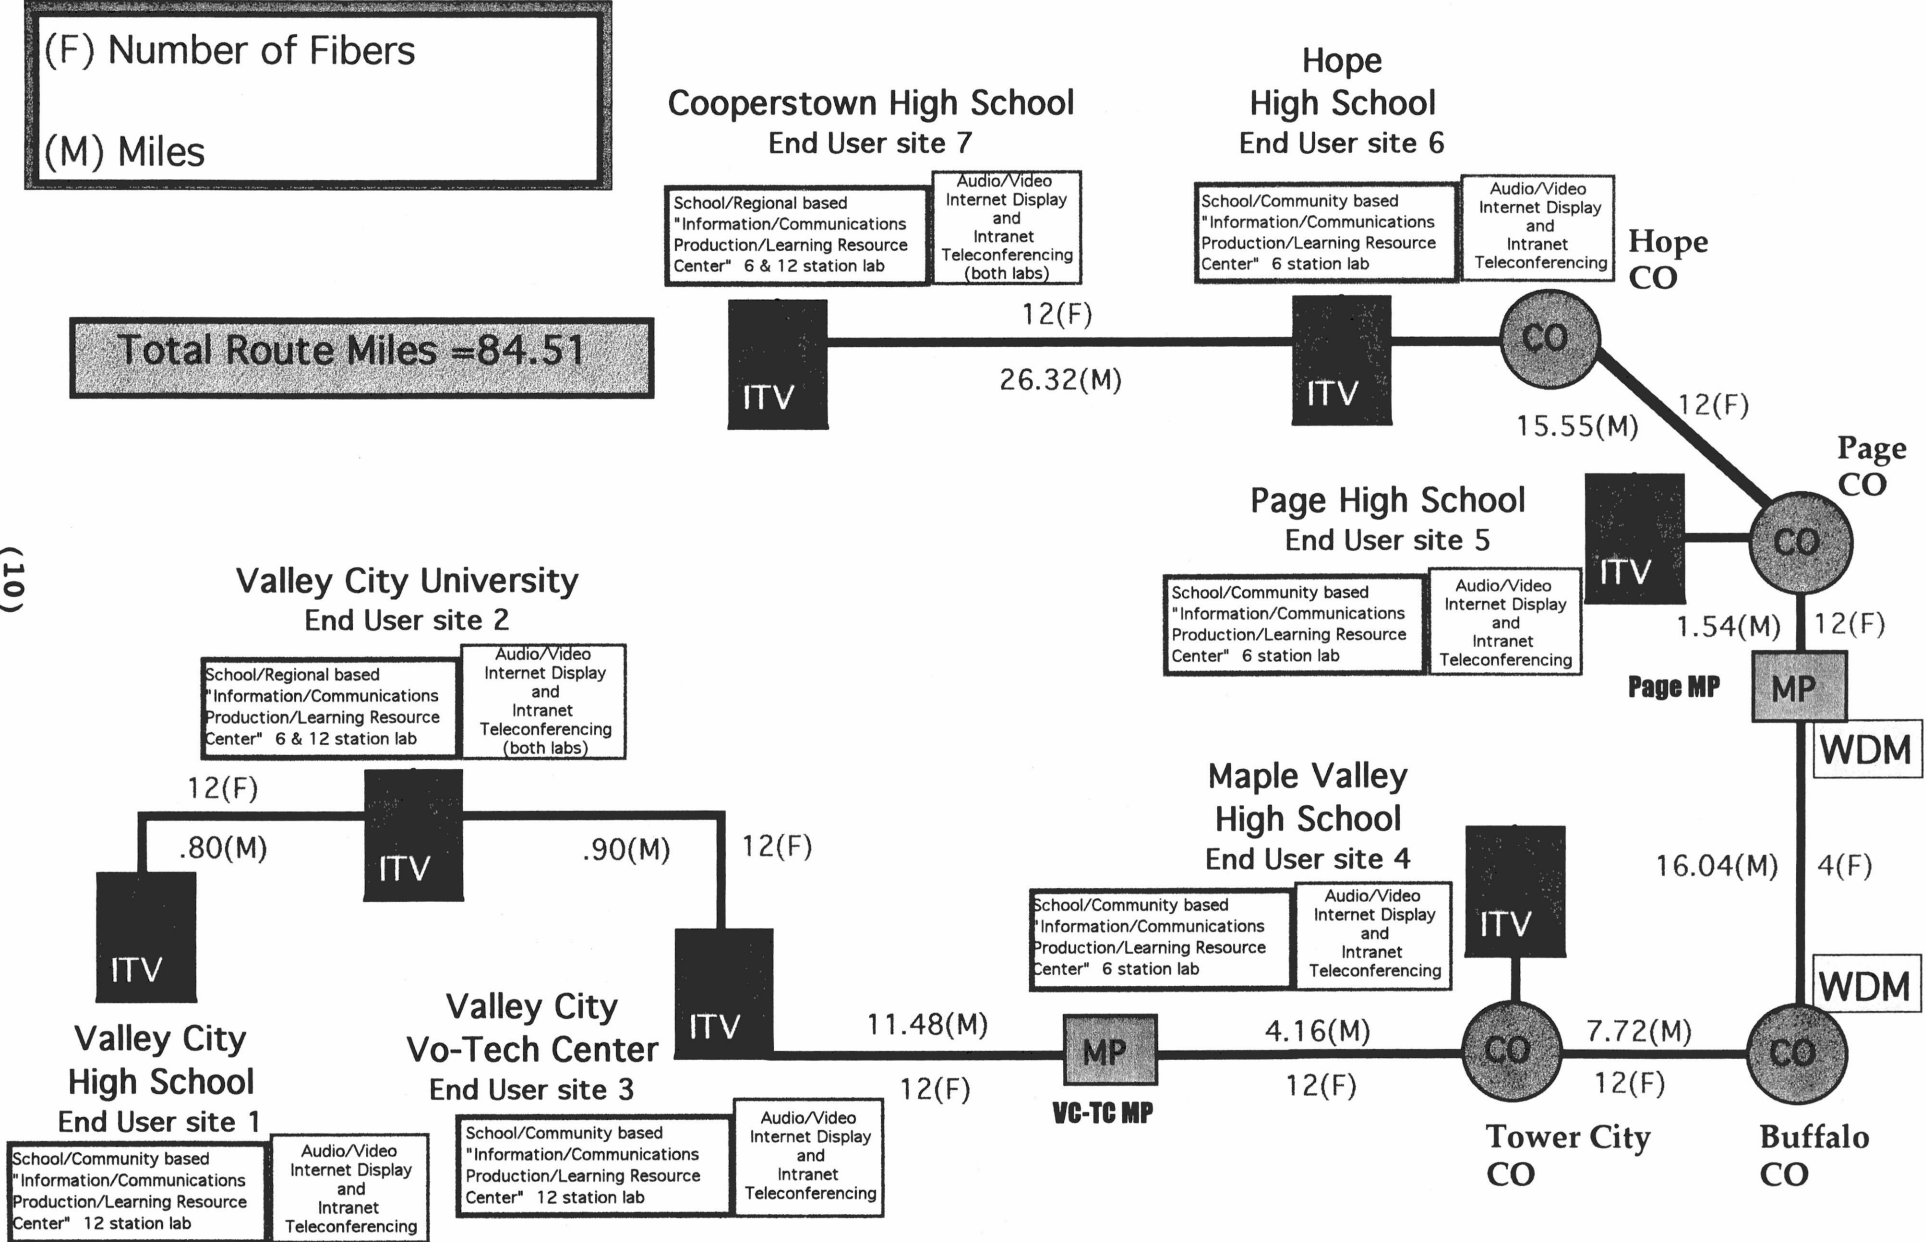 (F) Number of Fibers
(M) Miles
Total Route Miles =84.51
(10)
Cooperstown High School
End User site 7
School/Regional based
"Information/Communications
Production/Learning Resource
Center" 6 & 12 station lab
Audio/Video
Internet Display
and
Intranet
Teleconferencing
(both labs)
ITV
12(F)
26.32(M)
Hope
High School
End User site 6
School/Community based
"Information/Communications
Production/Learning Resource
Center" 6 station lab
Audio/Video
Internet Display
and
Intranet
Teleconferencing
ITV
Hope
CO
CO
15.55(M)
12(F)
Page
CO
CO
Page High School
End User site 5
School/Community based
"Information/Communications
Production/Learning Resource
Center" 6 station lab
Audio/Video
Internet Display
and
Intranet
Teleconferencing
ITV
1.54(M)
12(F)
Page MP
MP
WDM
16.04(M)
4(F)
WDM
Valley City University
End User site 2
School/Regional based
"Information/Communications
Production/Learning Resource
Center" 6 & 12 station lab
Audio/Video
Internet Display
and
Intranet
Teleconferencing
(both labs)
12(F)
.80(M)
ITV
.90(M)
12(F)
ITV
Valley City
High School
End User site 1
School/Community based
"Information/Communications
Production/Learning Resource
Center" 12 station lab
Audio/Video
Internet Display
and
Intranet
Teleconferencing
Valley City
Vo-Tech Center
End User site 3
School/Community based
"Information/Communications
Production/Learning Resource
Center" 12 station lab
Audio/Video
Internet Display
and
Intranet
Teleconferencing
ITV
11.48(M)
12(F)
MP
VC-TC MP
Maple Valley
High School
End User site 4
School/Community based
"Information/Communications
Production/Learning Resource
Center" 6 station lab
Audio/Video
Internet Display
and
Intranet
Teleconferencing
ITV
4.16(M)
12(F)
CO
Tower City
CO
7.72(M)
12(F)
CO
Buffalo
CO